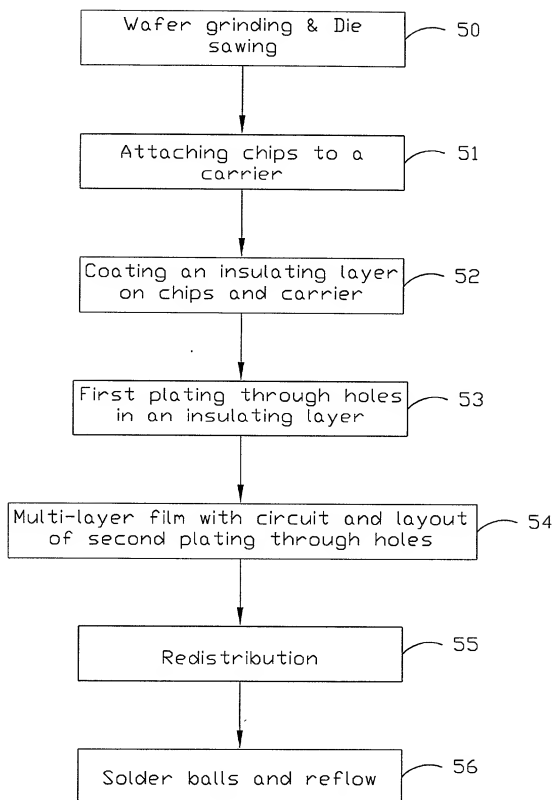 Wafer grinding & Die
sawing
50
Attaching chips to a
carrier
51
Coating an insulating layer
on chips and carrier
52
First plating through holes
in an insulating layer
53
Multi-layer film with circuit and layout
of second plating through holes
54
Redistribution
55
Solder balls and reflow
56